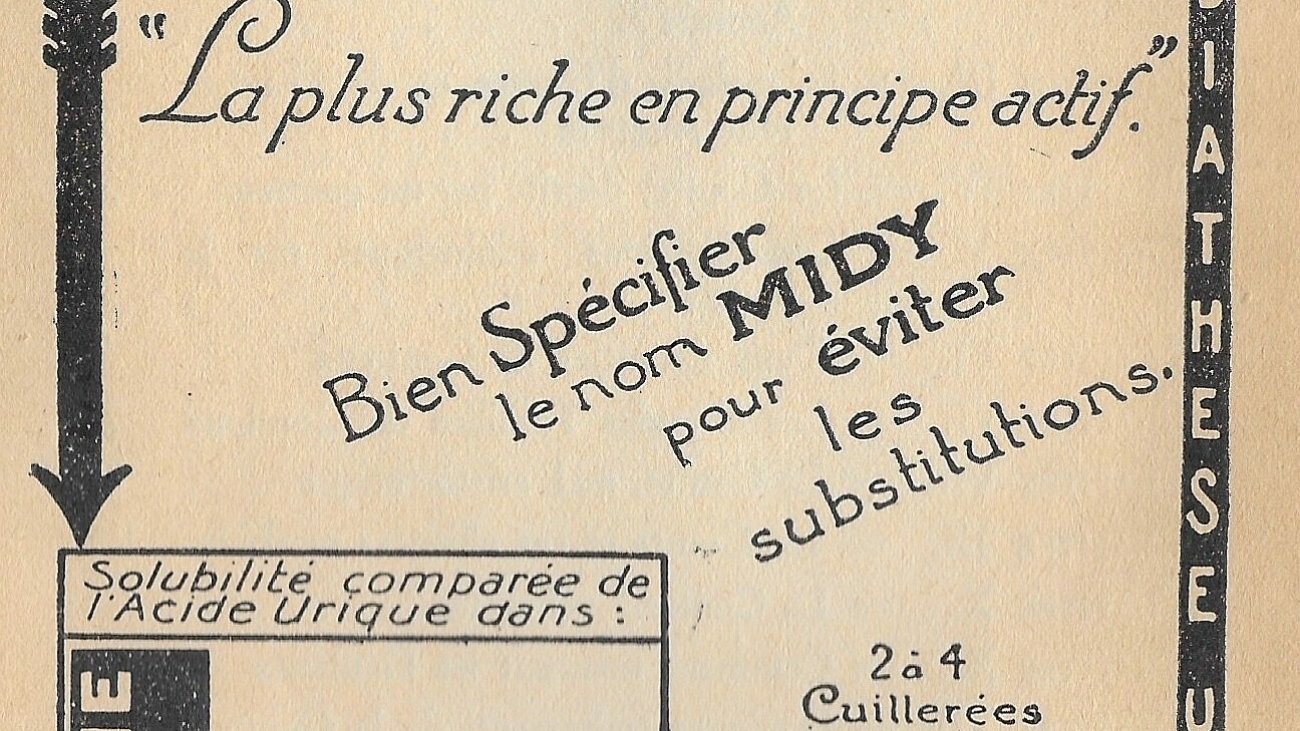 "La plus riche en principe actif."
Bien Spécifier
le nom MIDY
pour éviter
les
substitutions.
Solubilité comparée de
l'Acide Urique dans :
2 à 4
Cuillerées
DIATHESE U